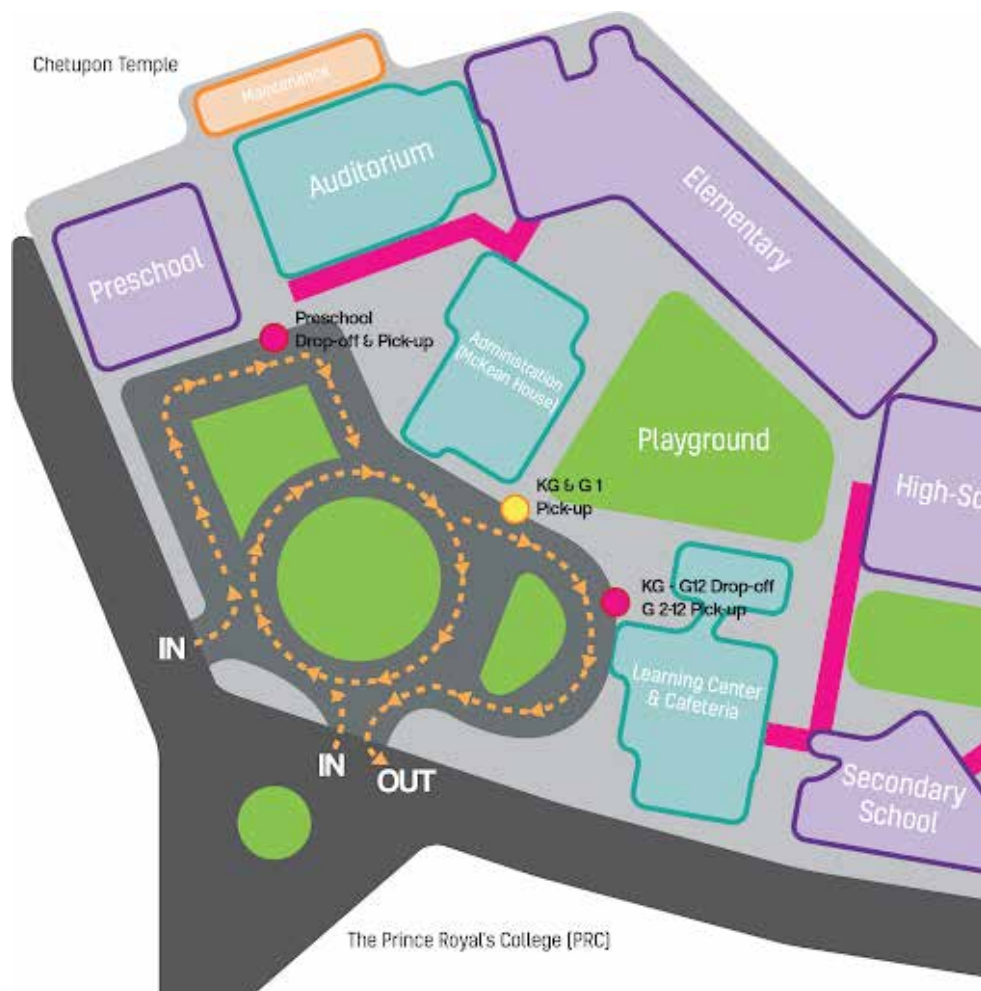 Chetupon Temple
Maintenance
Auditorium
Elementary
Preschool
Preschool
Drop-off & Pick-up
Administration
(McKean House)
Playground
KG & G 1
Pick-up
High-Sc
KG - G12 Drop-off
G 2-12 Pick-up
IN
Learning Center
& Cafeteria
IN
OUT
Secondary
School
The Prince Royal's College (PRC)